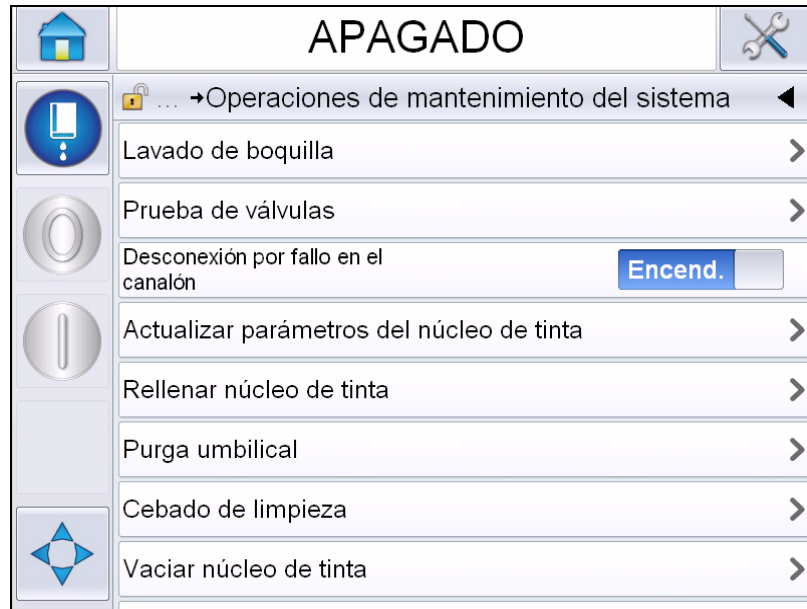 APAGADO
... →Operaciones de mantenimiento del sistema
Lavado de boquilla
Prueba de válvulas
Desconexión por fallo en el
canalón
Encend.
Actualizar parámetros del núcleo de tinta
Rellenar núcleo de tinta
Purga umbilical
Cebado de limpieza
Vaciar núcleo de tinta